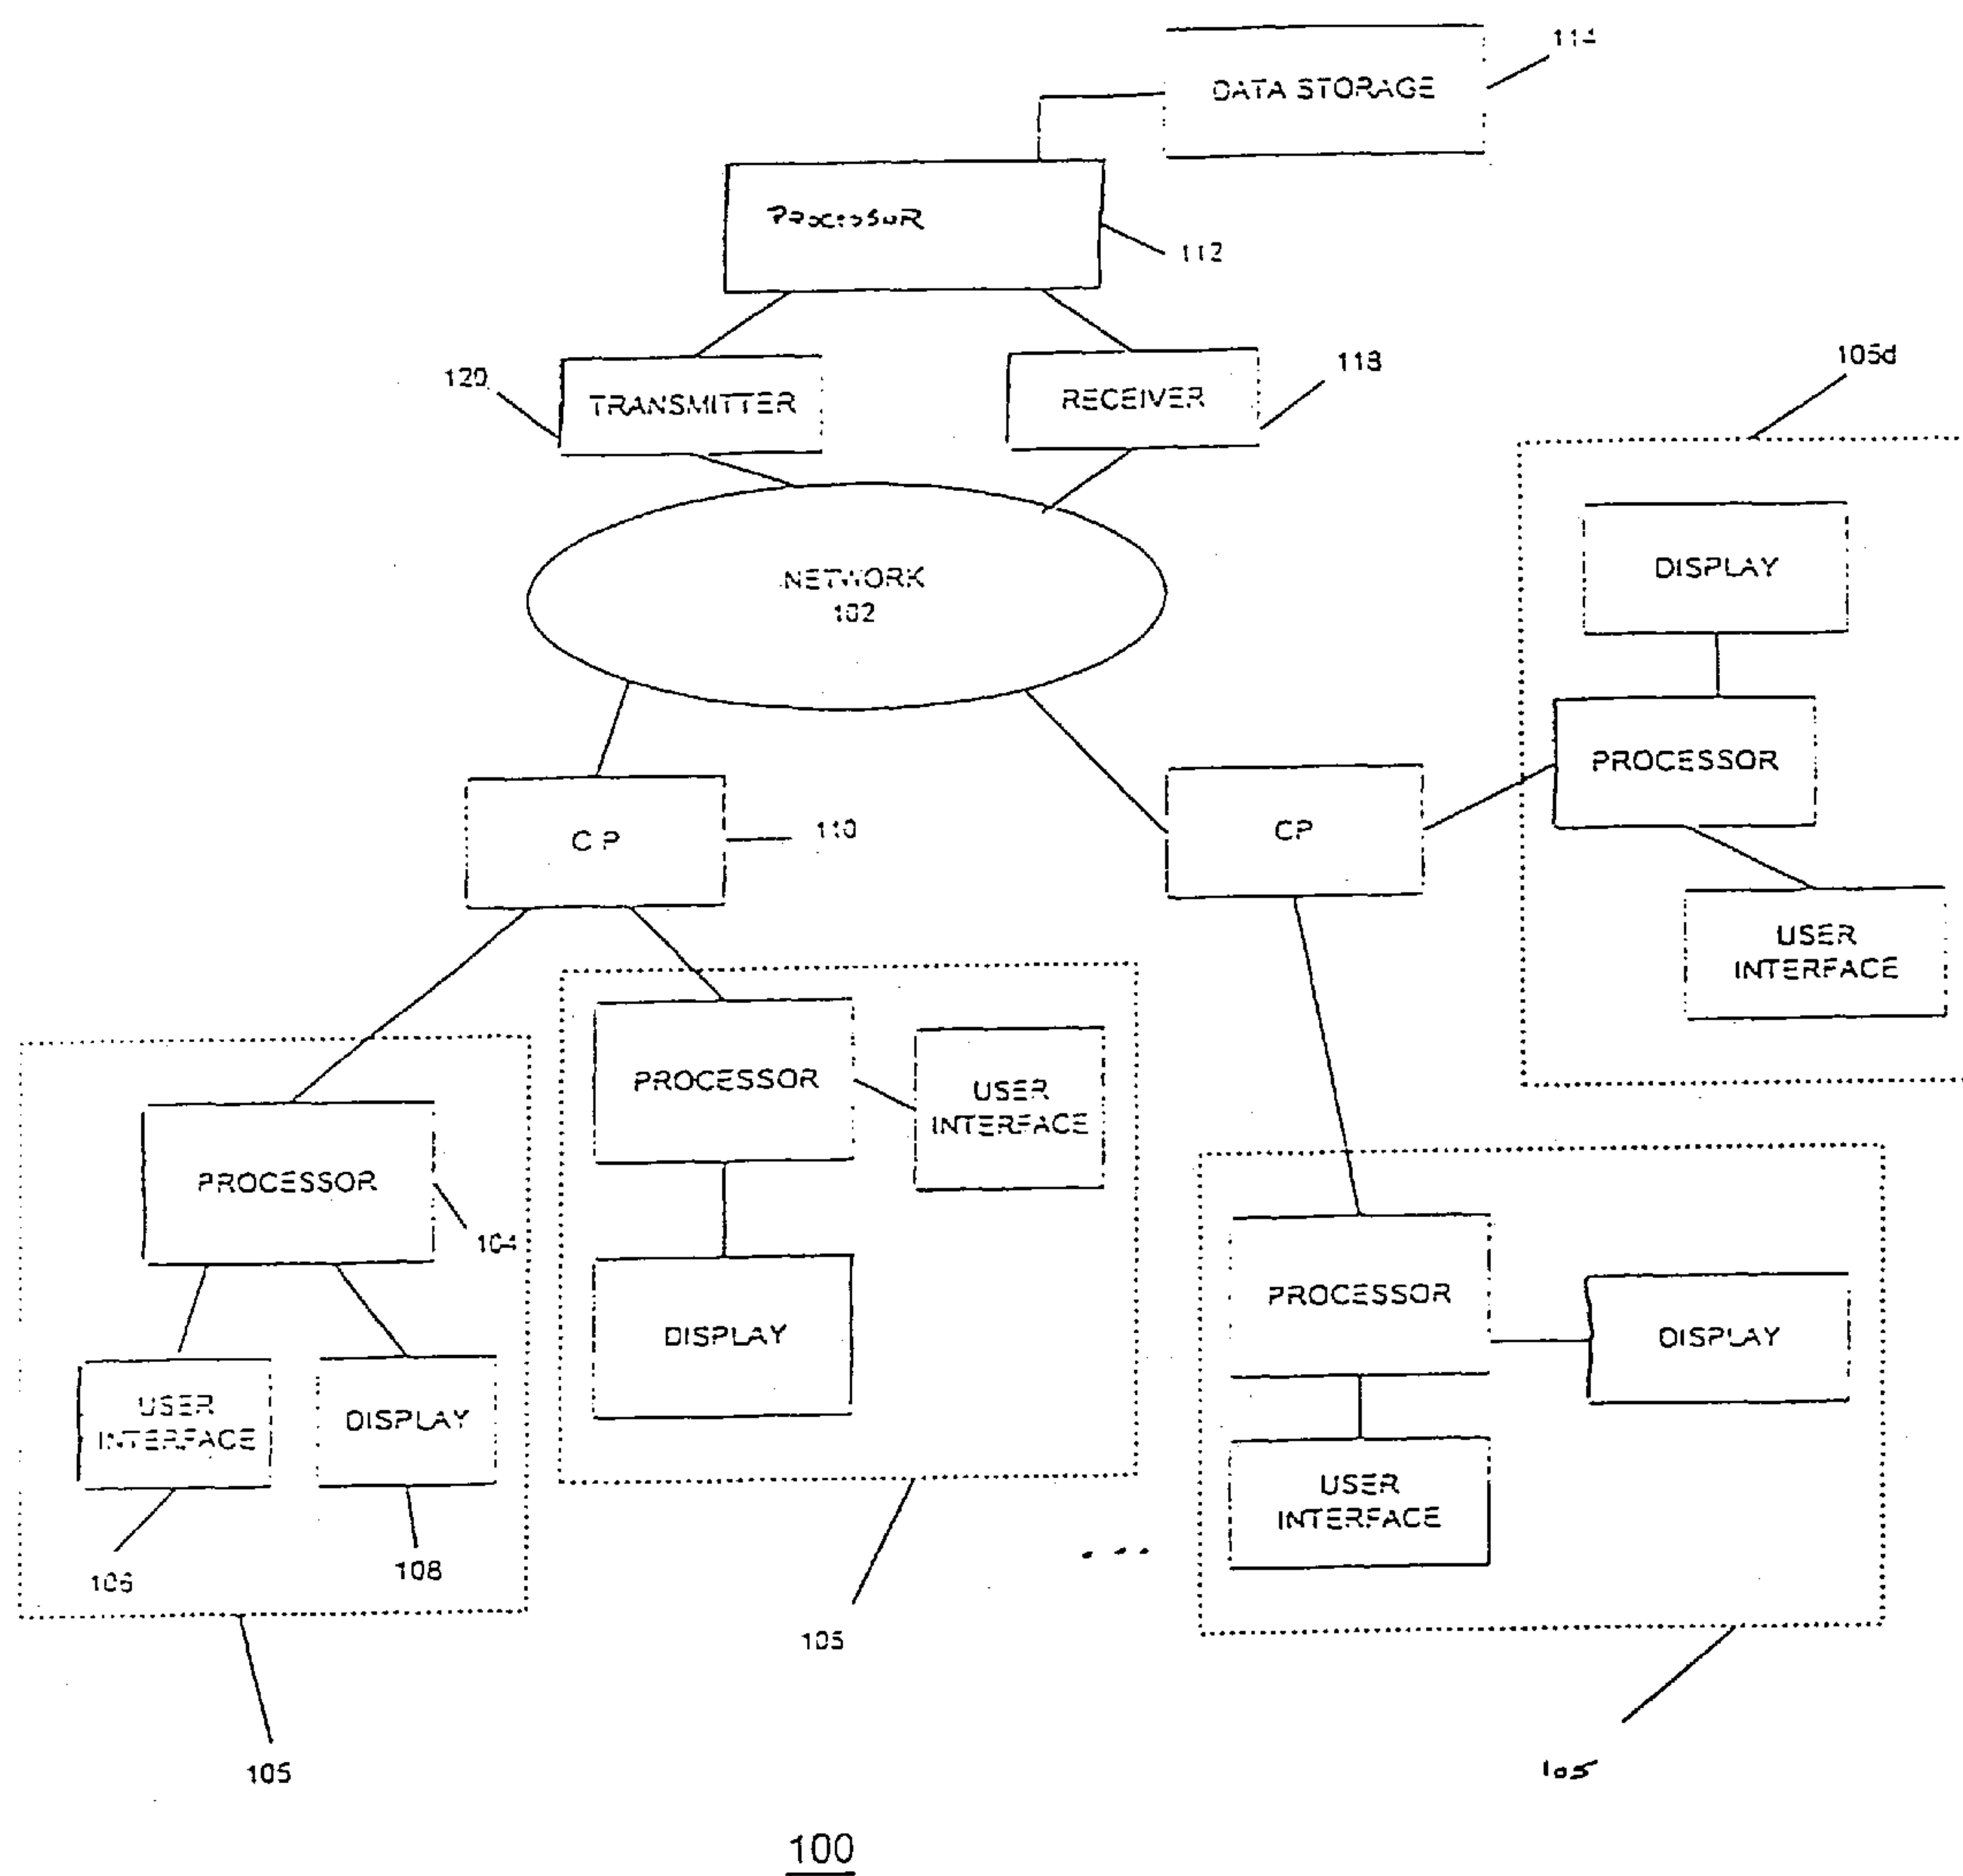 114
DATA STORAGE
PROCESSOR
112
120
TRANSMITTER
RECEIVER
118
105d
NETWORK
102
DISPLAY
PROCESSOR
CIP
110
CP
USER
INTERFACE
PROCESSOR
USER
INTERFACE
PROCESSOR
104
PROCESSOR
DISPLAY
DISPLAY
USER
INTERFACE
DISPLAY
USER
INTERFACE
106
108
...
105
105
105
100